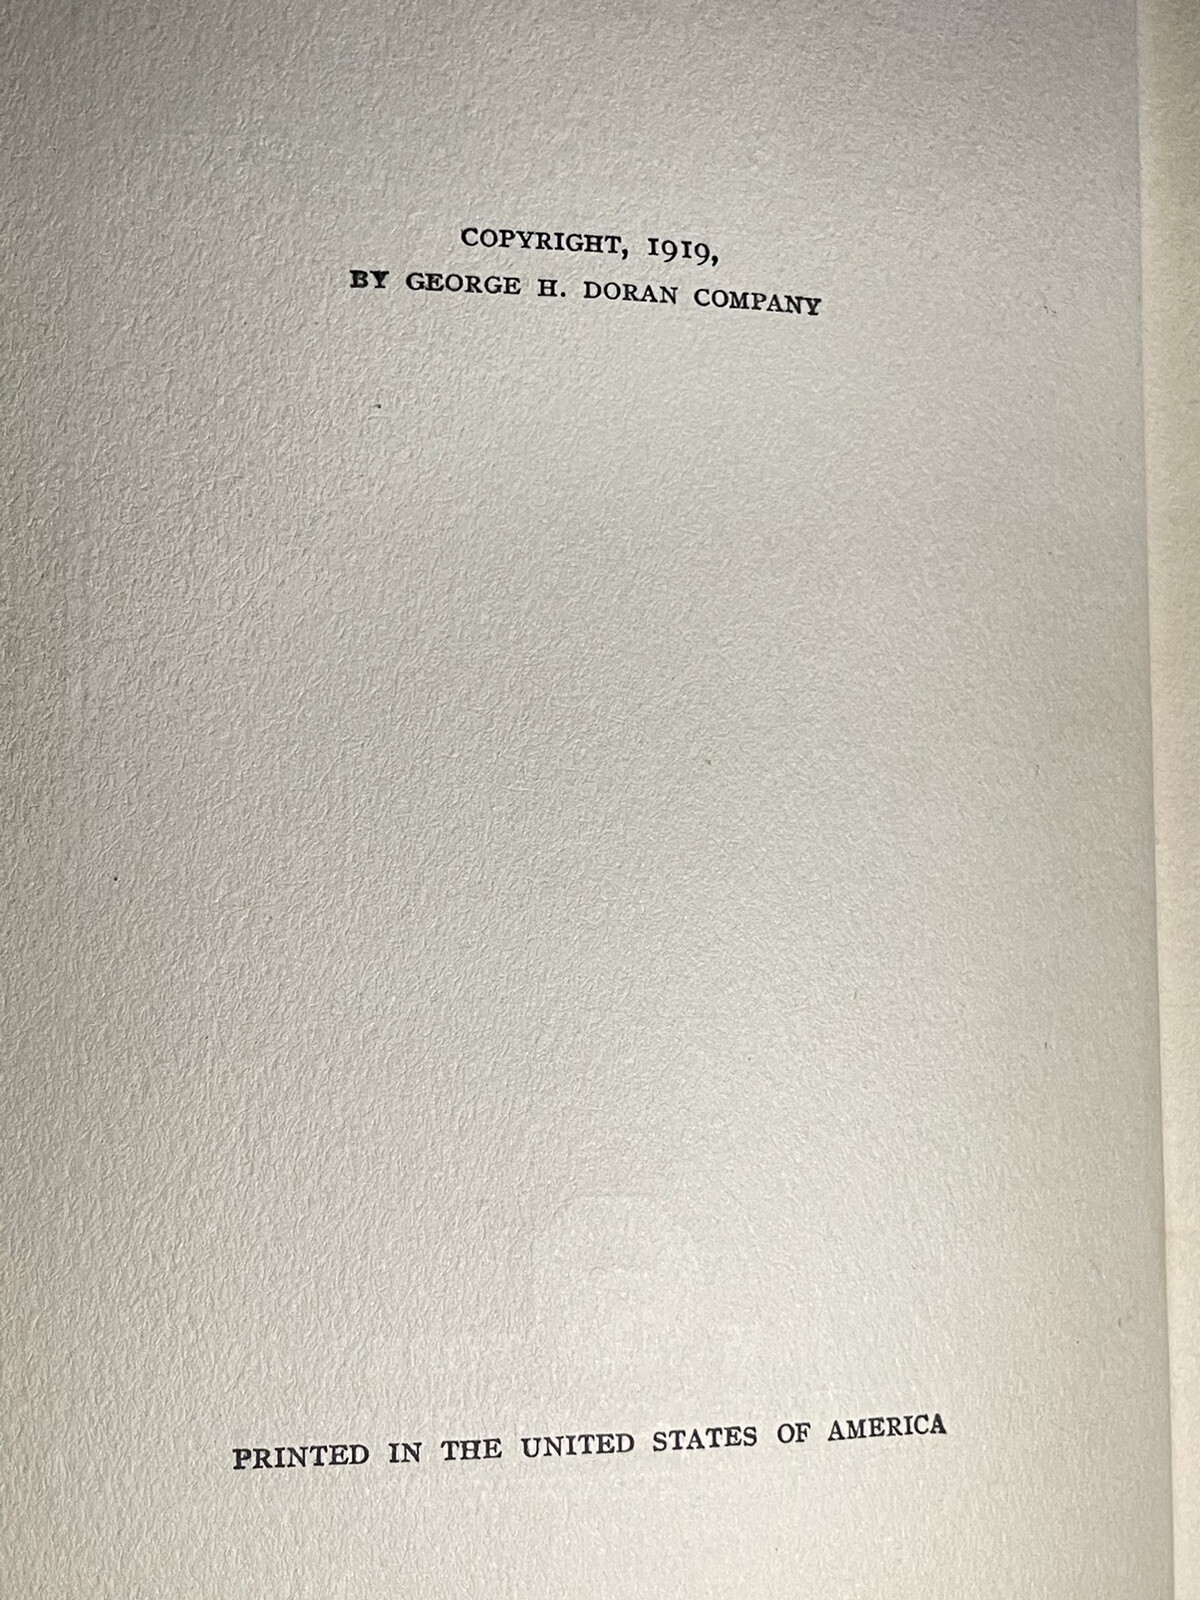 COPYRIGHT, 1919,
BY GEORGE H. DORAN COMPANY
PRINTED IN THE UNITED STATES OF AMERICA